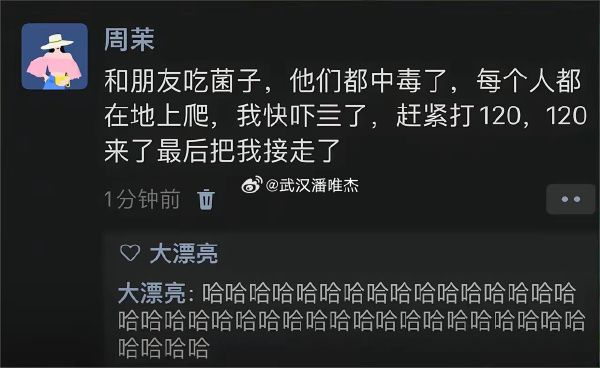 周茉
和朋友吃菌子，他们都中毒了，每个人都
在地上爬，我快吓亖了，赶紧打120，120
来了最后把我接走了
@武汉潘唯杰
1分钟前
大漂亮
大漂亮: 哈哈哈哈哈哈哈哈哈哈哈哈哈哈哈哈
哈哈哈哈哈哈哈哈哈哈哈哈哈哈哈哈哈哈哈哈
哈哈哈哈